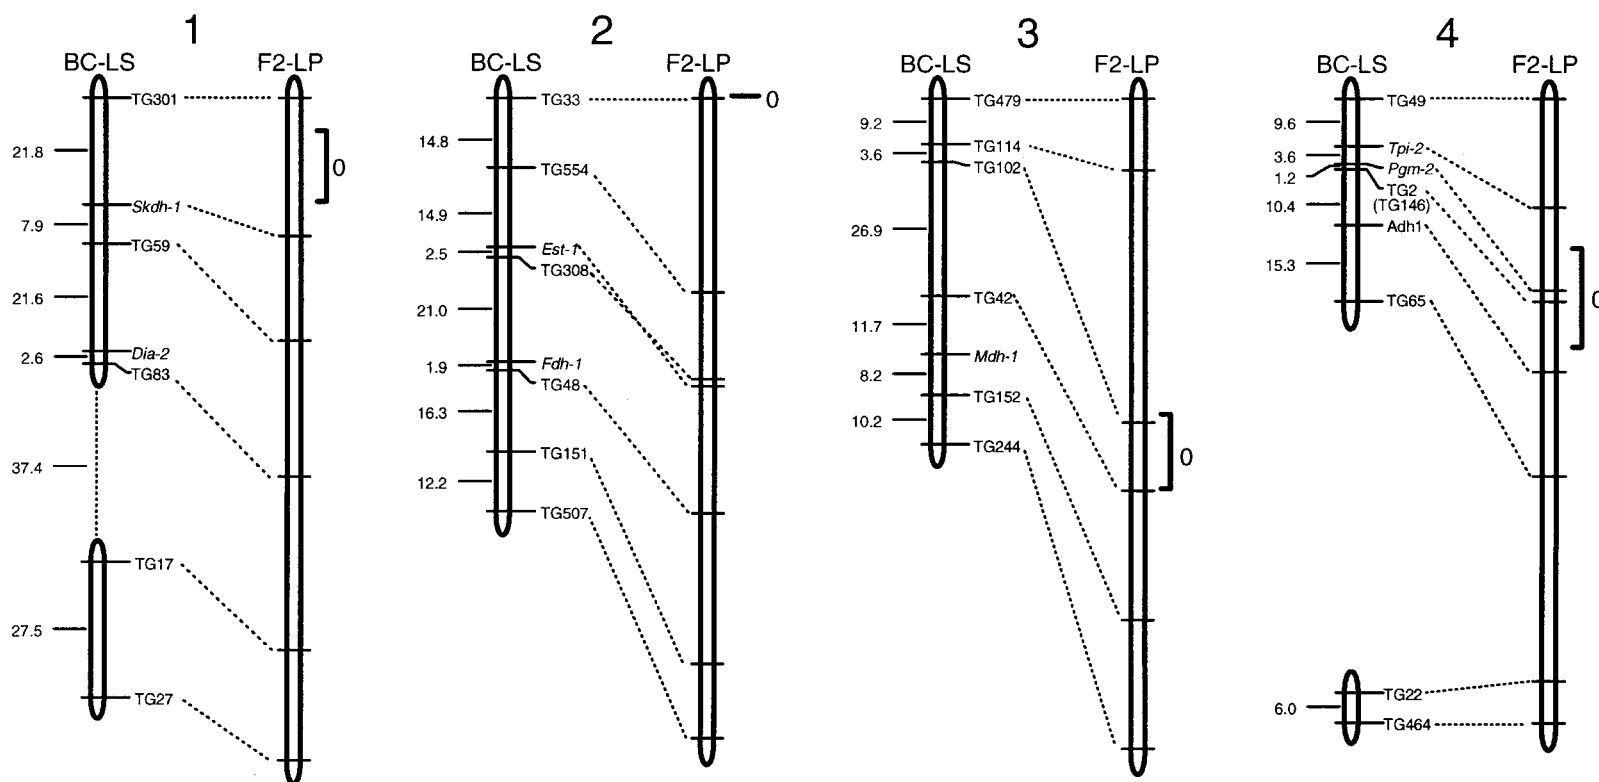 1
BC-LS
F2-LP
TG301
21.8
0
Skdh-1
7.9
TG59
21.6
Dia-2
2.6
TG83
37.4
TG17
27.5
TG27
2
BC-LS
F2-LP
TG33
0
14.8
TG554
14.9
Est-1
2.5
TG308
21.0
Fdh-1
1.9
TG48
16.3
TG151
12.2
TG507
3
BC-LS
F2-LP
TG479
9.2
TG114
3.6
TG102
26.9
TG42
11.7
Mdh-1
8.2
TG152
10.2
0
TG244
4
BC-LS
F2-LP
TG49
9.6
Tpi-2
3.6
Pgm-2
1.2
TG2
10.4
(TG146)
Adh1
15.3
0
TG65
TG22
6.0
TG464